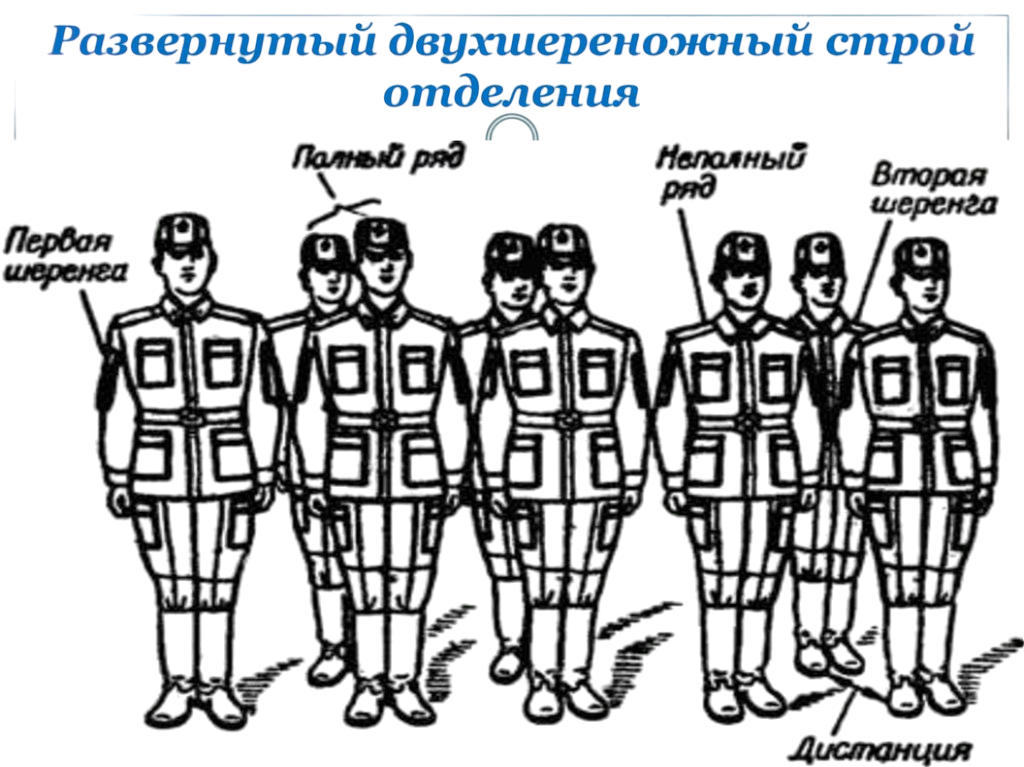 Развернутый двухшереножный строй
отделения
Полный ряд
Неполный
ряд
Вторая
шеренга
Первая
шеренга
Дистанция